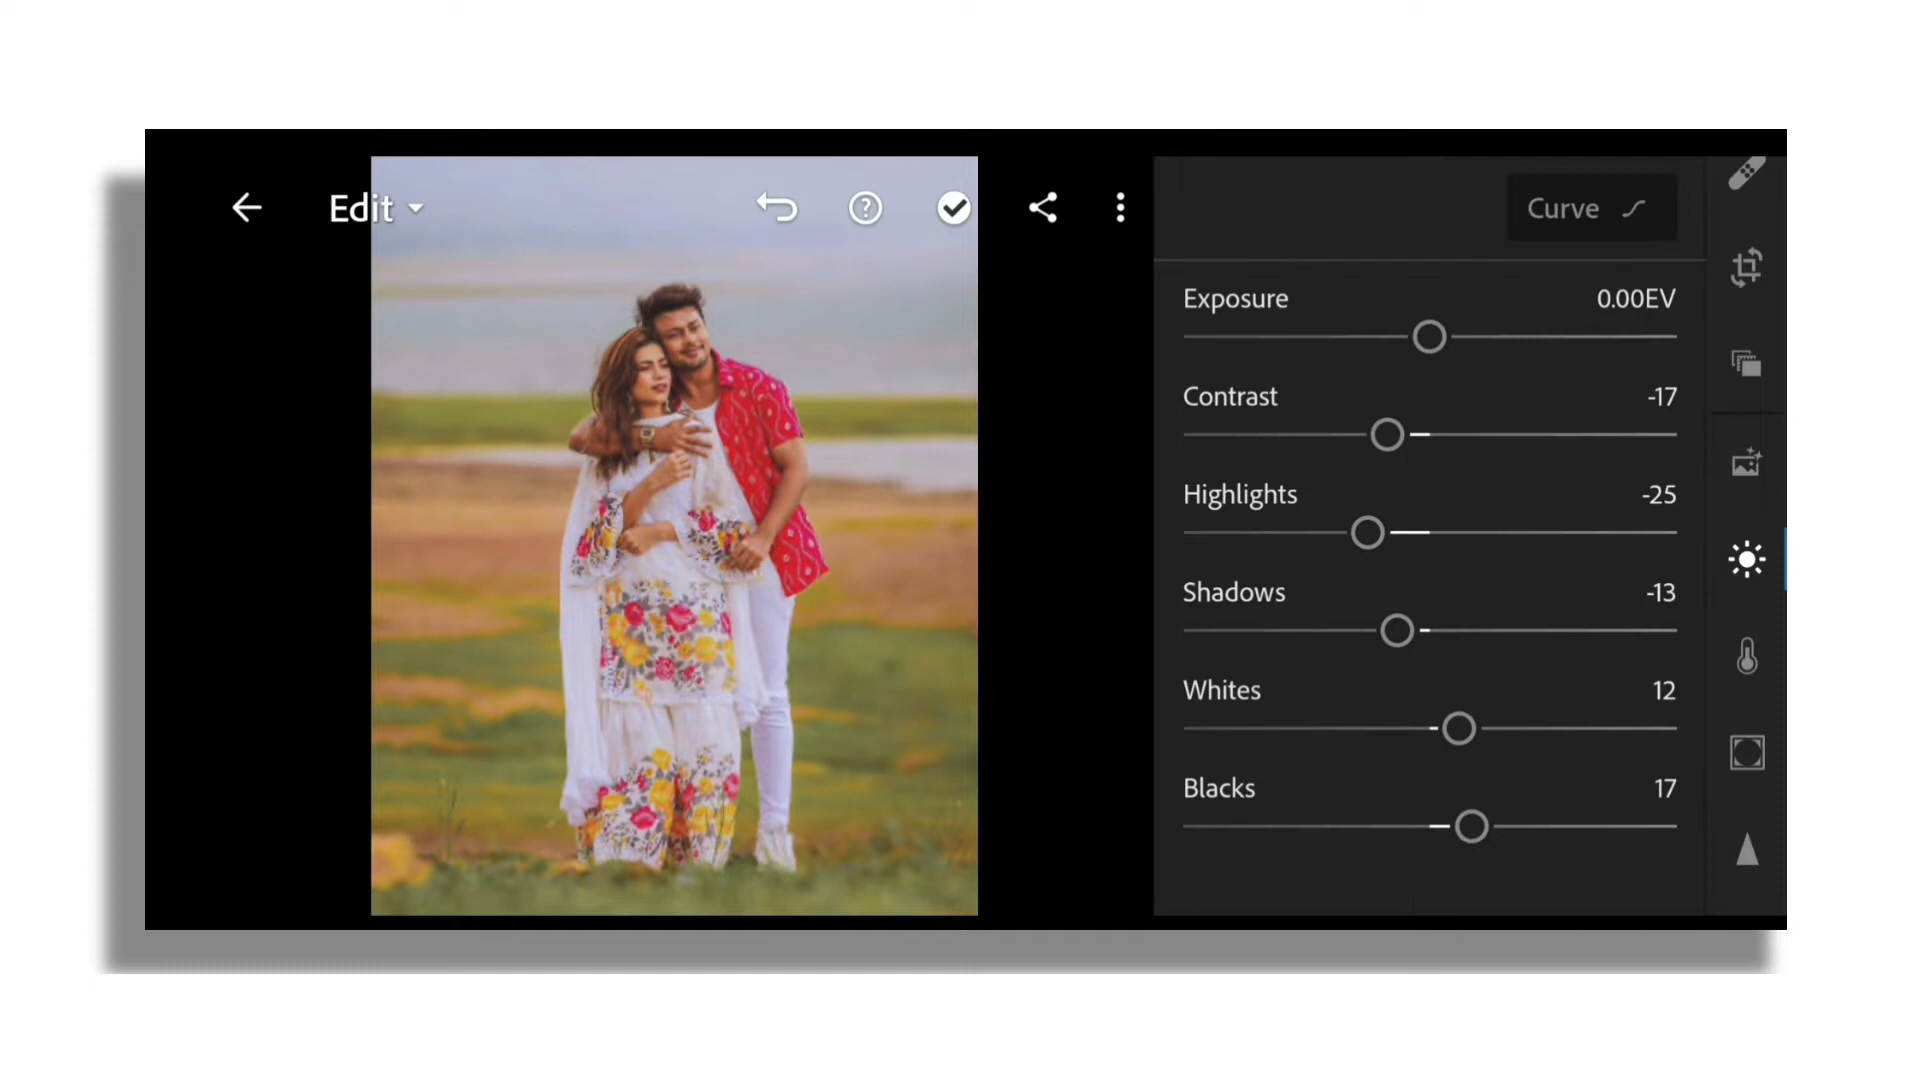 Edit
Curve
Exposure 0.00EV
Contrast -17
Highlights -25
Shadows -13
Whites 12
Blacks 17